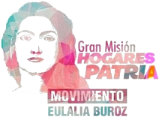 Gran Misión
HOGARES
PATRIA
MOVIMIENTO
EULALIA BUROZ